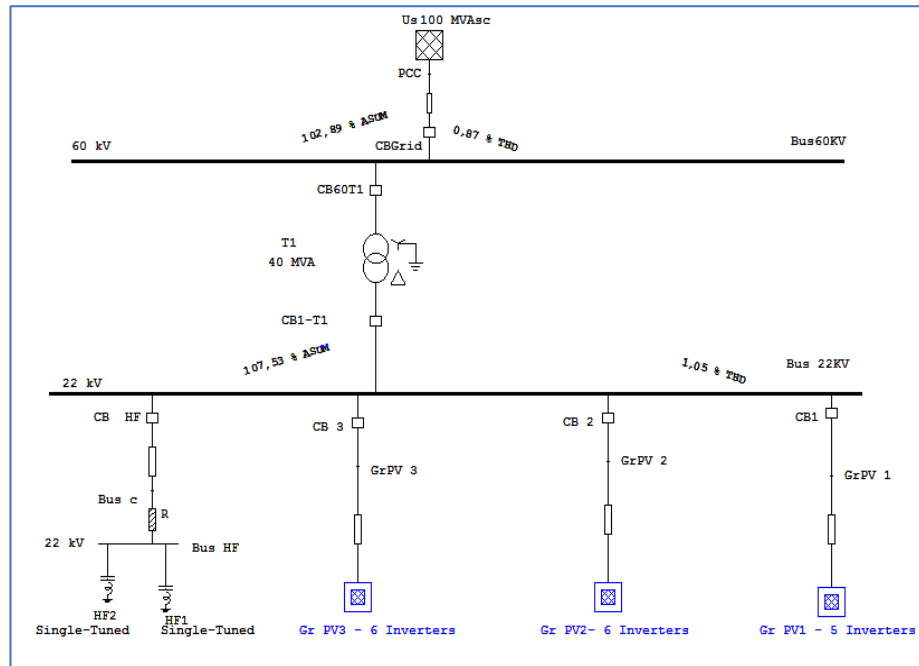 Us100 MVAsc
PCC
102,89 % ASUM
0,87 % THD
CBGrid
60 kV
Bus60KV
CB60T1
T1
40 MVA
CB1-T1
107,53 % ASUM
1,05 % THD
Bus 22KV
22 kV
CB HF
CB 3
CB 2
CB1
GrPV 3
GrPV 2
GrPV 1
Bus c
R
22 kV
Bus HF
HF2
HF1
Single-Tuned
Single-Tuned
Gr PV3 - 6 Inverters
Gr PV2- 6 Inverters
Gr PV1 - 5 Inverters